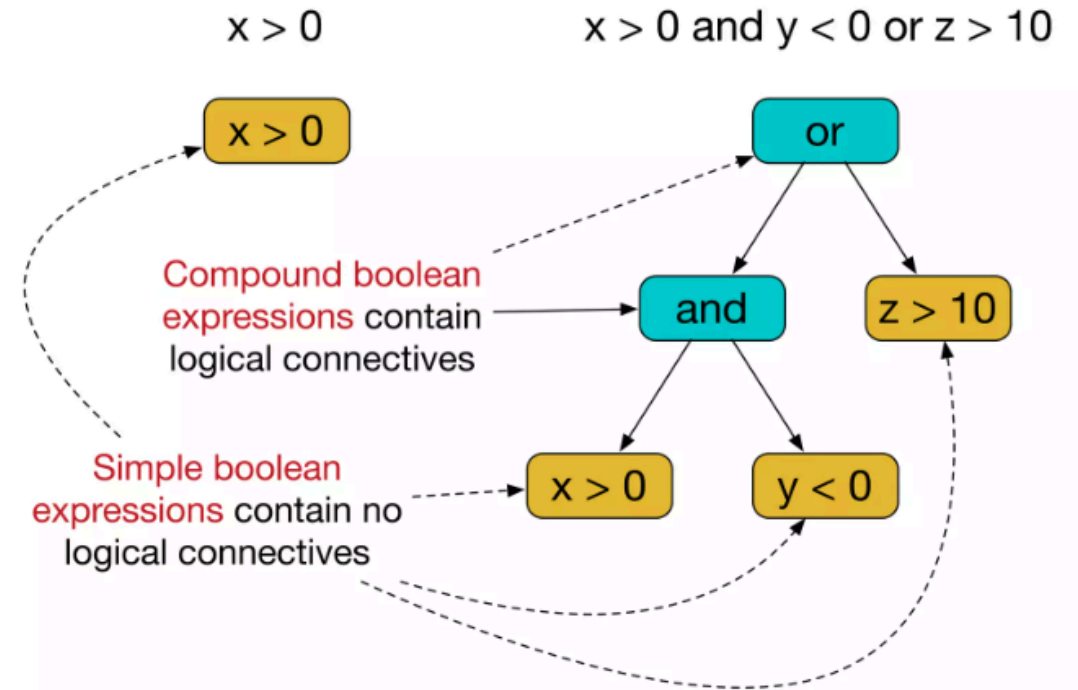 x > 0
x > 0 and y < 0 or z > 10
x > 0
or
Compound boolean
expressions contain
logical connectives
and
z > 10
Simple boolean
expressions contain no
logical connectives
x > 0
y < 0